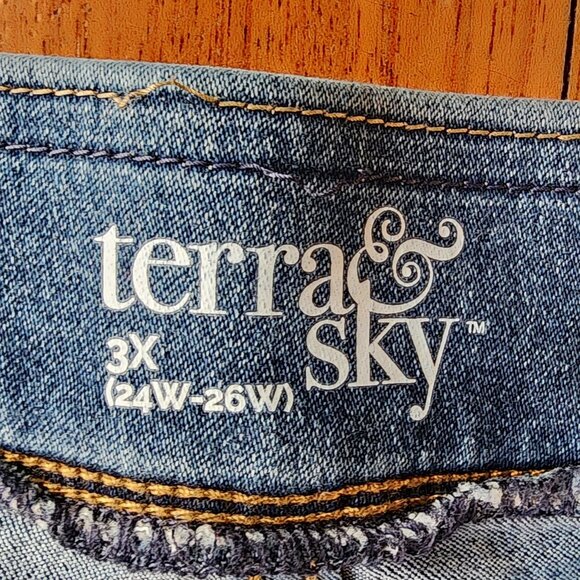 terra&
sky™
3X
(24W-26W)